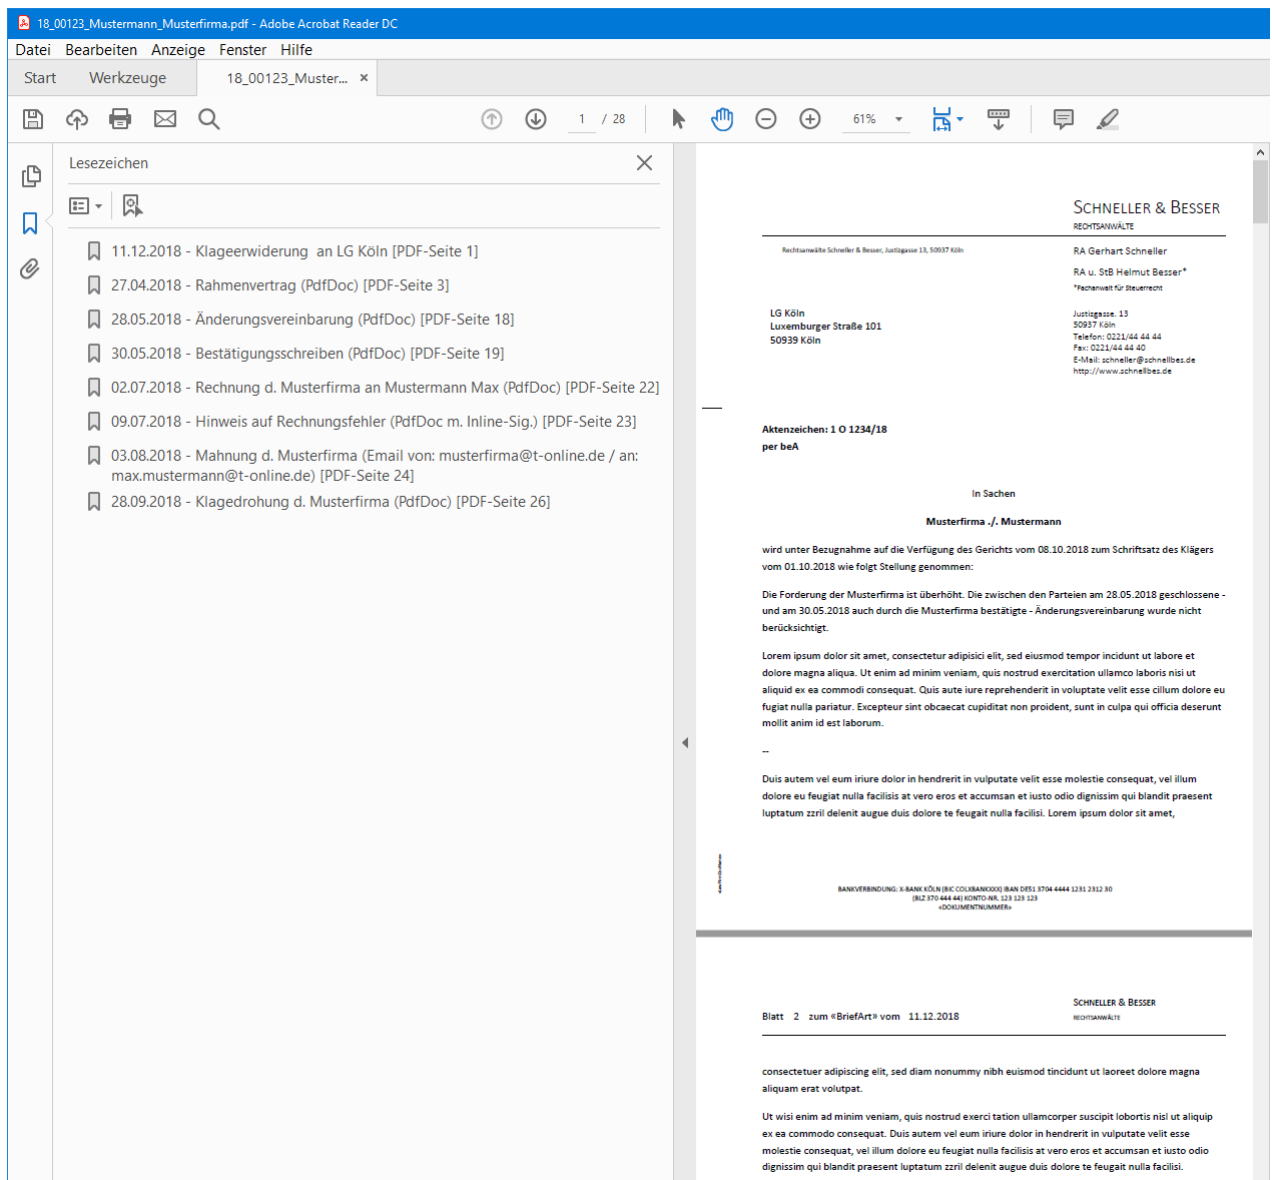 18_00123_Mustermann_Musterfirma.pdf - Adobe Acrobat Reader DC
Datei Bearbeiten Anzeige Fenster Hilfe
Start Werkzeuge 18_00123_Muster... ×
1 / 28 61%
Lesezeichen
11.12.2018 - Klageerwiderung  an LG Köln [PDF-Seite 1]
27.04.2018 - Rahmenvertrag (PdfDoc) [PDF-Seite 3]
28.05.2018 - Änderungsvereinbarung (PdfDoc) [PDF-Seite 18]
30.05.2018 - Bestätigungsschreiben (PdfDoc) [PDF-Seite 19]
02.07.2018 - Rechnung d. Musterfirma an Mustermann Max (PdfDoc) [PDF-Seite 22]
09.07.2018 - Hinweis auf Rechnungsfehler (PdfDoc m. Inline-Sig.) [PDF-Seite 23]
03.08.2018 - Mahnung d. Musterfirma (Email von: musterfirma@t-online.de / an:
max.mustermann@t-online.de) [PDF-Seite 24]
28.09.2018 - Klagedrohung d. Musterfirma (PdfDoc) [PDF-Seite 26]
SCHNELLER & BESSER
RECHTSANWÄLTE
Rechtsanwälte Schneller & Besser, Justizgasse 13, 50937 Köln
RA Gerhart Schneller
RA u. StB Helmut Besser*
*Fachanwalt für Steuerrecht
LG Köln
Luxemburger Straße 101
50939 Köln
Justizgasse. 13
50937 Köln
Telefon: 0221/44 44 44
Fax: 0221/44 44 40
E-Mail: schneller@schnellbes.de
http://www.schnellbes.de
Aktenzeichen: 1 O 1234/18
per beA
In Sachen
Musterfirma ./. Mustermann
wird unter Bezugnahme auf die Verfügung des Gerichts vom 08.10.2018 zum Schriftsatz des Klägers
vom 01.10.2018 wie folgt Stellung genommen:
Die Forderung der Musterfirma ist überhöht. Die zwischen den Parteien am 28.05.2018 geschlossene -
und am 30.05.2018 auch durch die Musterfirma bestätigte - Änderungsvereinbarung wurde nicht
berücksichtigt.
Lorem ipsum dolor sit amet, consectetur adipisici elit, sed eiusmod tempor incidunt ut labore et
dolore magna aliqua. Ut enim ad minim veniam, quis nostrud exercitation ullamco laboris nisi ut
aliquid ex ea commodi consequat. Quis aute iure reprehenderit in voluptate velit esse cillum dolore eu
fugiat nulla pariatur. Excepteur sint obcaecat cupiditat non proident, sunt in culpa qui officia deserunt
mollit anim id est laborum.
--
Duis autem vel eum iriure dolor in hendrerit in vulputate velit esse molestie consequat, vel illum
dolore eu feugiat nulla facilisis at vero eros et accumsan et iusto odio dignissim qui blandit praesent
luptatum zzril delenit augue duis dolore te feugait nulla facilisi. Lorem ipsum dolor sit amet,
BANKVERBINDUNG: X-BANK KÖLN (BIC COLXBANKXXX) IBAN DE51 3704 4444 1231 2312 30
(BLZ 370 444 44) KONTO-NR. 123 123 123
«DOKUMENTNUMMER»
SCHNELLER & BESSER
RECHTSANWÄLTE
Blatt 2 zum «BriefArt» vom 11.12.2018
consectetuer adipiscing elit, sed diam nonummy nibh euismod tincidunt ut laoreet dolore magna
aliquam erat volutpat.
Ut wisi enim ad minim veniam, quis nostrud exerci tation ullamcorper suscipit lobortis nisl ut aliquip
ex ea commodo consequat. Duis autem vel eum iriure dolor in hendrerit in vulputate velit esse
molestie consequat, vel illum dolore eu feugiat nulla facilisis at vero eros et accumsan et iusto odio
dignissim qui blandit praesent luptatum zzril delenit augue duis dolore te feugait nulla facilisi.